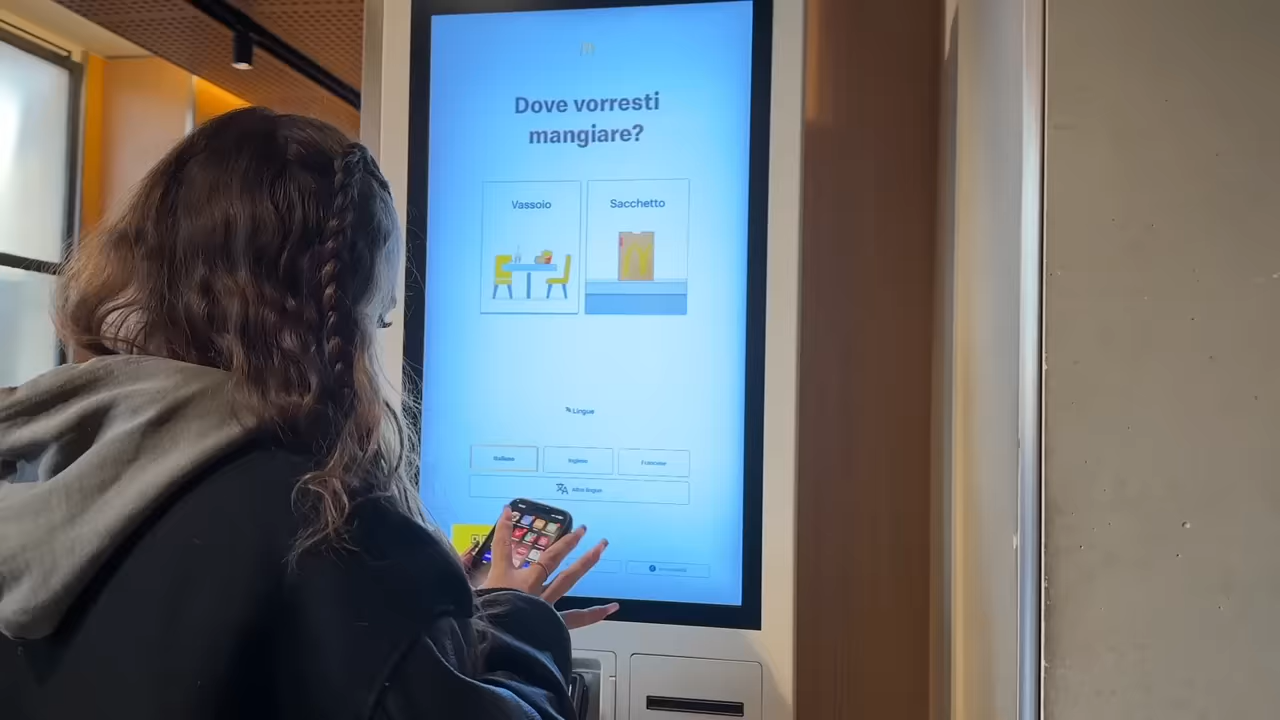 Dove vorresti
mangiare?
Vassoio
Sacchetto
Lingue
Italiano
Inglese
Francese
altre lingue